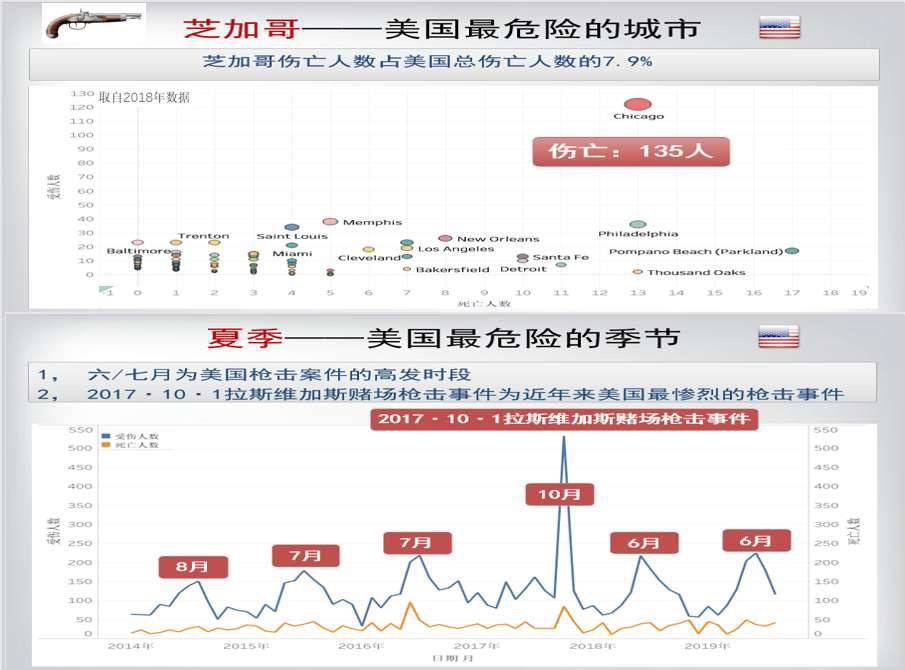 芝加哥——美国最危险的城市
芝加哥伤亡人数占美国总伤亡人数的7.9%
取自2018年数据
130
120
110
100
90
80
70
60
50
40
30
20
10
0
受伤人数
Chicago
伤亡：135人
Memphis
Trenton
Saint Louis
Philadelphia
New Orleans
Baltimore
Miami
Los Angeles
Pompano Beach (Parkland)
Cleveland
Santa Fe
Bakersfield
Detroit
Thousand Oaks
-1 0 1 2 3 4 5 6 7 8 9 10 11 12 13 14 15 16 17 18 19
死亡人数
夏季——美国最危险的季节
1， 六/七月为美国枪击案件的高发时段
2， 2017·10·1拉斯维加斯赌场枪击事件为近年来美国最惨烈的枪击事件
2017·10·1拉斯维加斯赌场枪击事件
受伤人数
死亡人数
550
500
450
400
350
300
250
200
150
100
50
0
受伤人数
10月
8月
7月
7月
6月
6月
550
500
450
400
350
300
250
200
150
100
50
0
死亡人数
2014年 2015年 2016年 2017年 2018年 2019年
日期 月